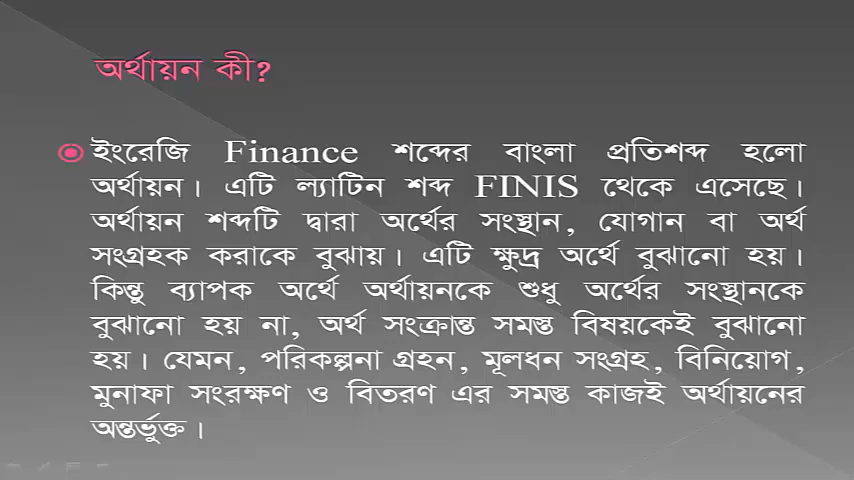 অর্থায়ন কী?
ইংরেজি Finance শব্দের বাংলা প্রতিশব্দ হলো
অর্থায়ন। এটি ল্যাটিন শব্দ FINIS থেকে এসেছে।
অর্থায়ন শব্দটি দ্বারা অর্থের সংস্থান, যোগান বা অর্থ
সংগ্রহক করাকে বুঝায়। এটি ক্ষুদ্র অর্থে বুঝানো হয়।
কিন্তু ব্যাপক অর্থে অর্থায়নকে শুধু অর্থের সংস্থানকে
বুঝানো হয় না, অর্থ সংক্রান্ত সমস্ত বিষয়কেই বুঝানো
হয়। যেমন, পরিকল্পনা গ্রহন, মূলধন সংগ্রহ, বিনিয়োগ,
মুনাফা সংরক্ষণ ও বিতরণ এর সমস্ত কাজই অর্থায়নের
অন্তর্ভুক্ত।